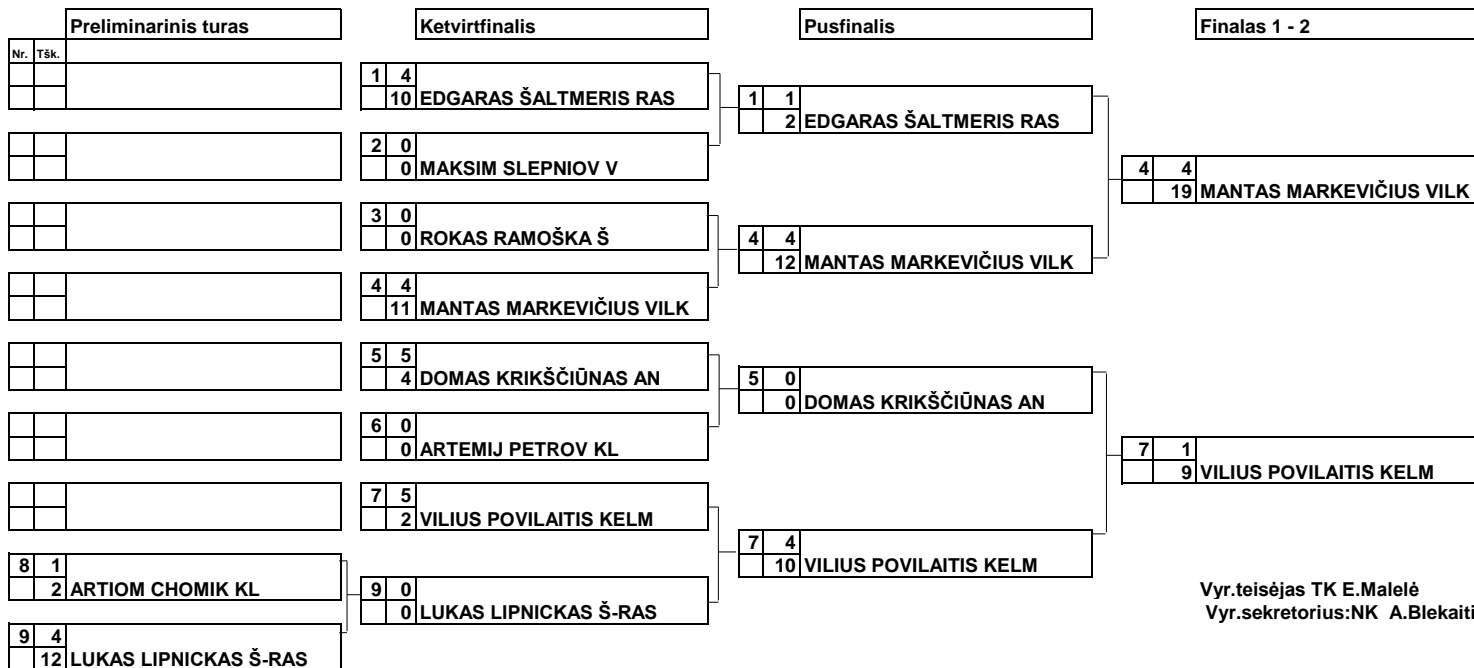 Preliminarinis turas
Nr. Tšk.
8 1
2 ARTIOM CHOMIK KL
9 4
12 LUKAS LIPNICKAS Š-RAS
Ketvirtfinalis
1 4
10 EDGARAS ŠALTMERIS RAS
2 0
0 MAKSIM SLEPNIOV V
3 0
0 ROKAS RAMOŠKA Š
4 4
11 MANTAS MARKEVIČIUS VILK
5 5
4 DOMAS KRIKŠČIŪNAS AN
6 0
0 ARTEMIJ PETROV KL
7 5
2 VILIUS POVILAITIS KELM
9 0
0 LUKAS LIPNICKAS Š-RAS
Pusfinalis
1 1
2 EDGARAS ŠALTMERIS RAS
4 4
12 MANTAS MARKEVIČIUS VILK
5 0
0 DOMAS KRIKŠČIŪNAS AN
7 4
10 VILIUS POVILAITIS KELM
Finalas 1 - 2
4 4
19 MANTAS MARKEVIČIUS VILK
7 1
9 VILIUS POVILAITIS KELM
Vyr.teisėjas TK E.Malelė
Vyr.sekretorius:NK A.Blekaiti